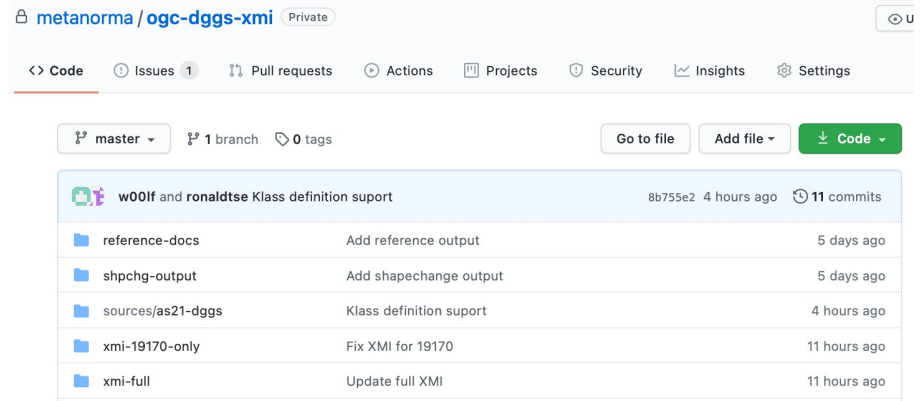 metanorma / ogc-dggs-xmi Private
Code Issues 1 Pull requests Actions Projects Security Insights Settings
master 1 branch 0 tags Go to file Add file Code
w00lf and ronaldtse Klass definition suport 8b755e2 4 hours ago 11 commits
reference-docs Add reference output 5 days ago
shpchg-output Add shapechange output 5 days ago
sources/as21-dggs Klass definition suport 4 hours ago
xmi-19170-only Fix XMI for 19170 11 hours ago
xmi-full Update full XMI 11 hours ago